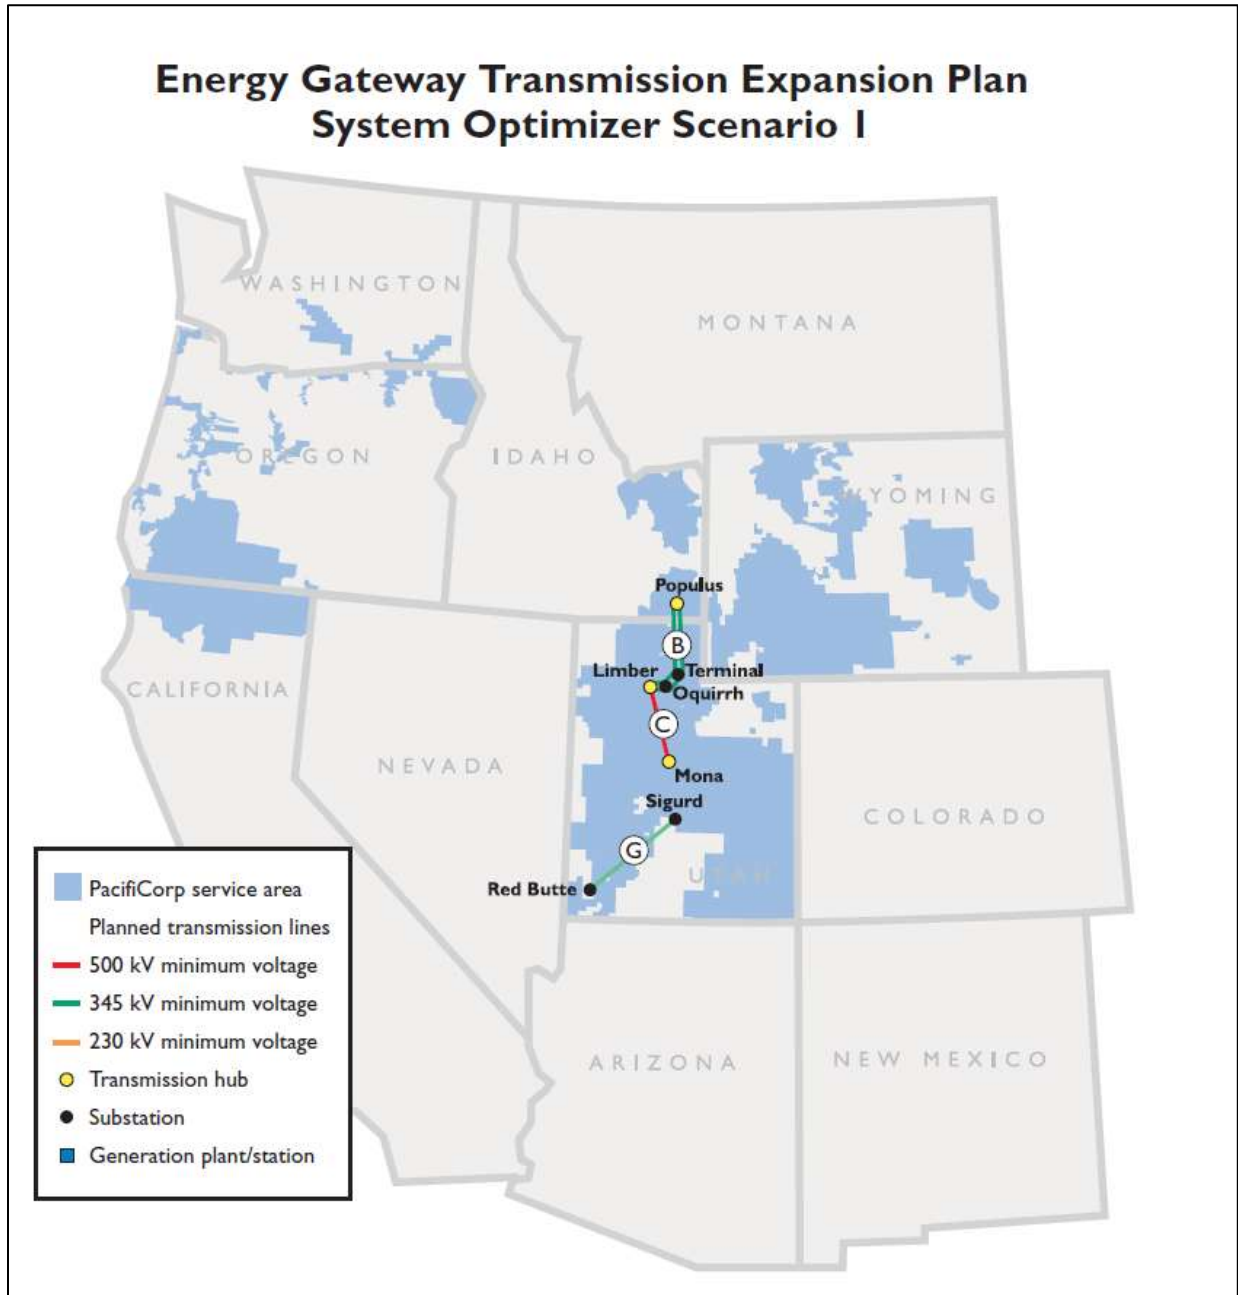 Energy Gateway Transmission Expansion Plan
System Optimizer Scenario 1
WASHINGTON
MONTANA
OREGON
IDAHO
WYOMING
Populus
B
Limber
Terminal
Oquirrh
CALIFORNIA
C
NEVADA
Mona
Sigurd
COLORADO
G
UTAH
Red Butte
PacifiCorp service area
Planned transmission lines
500 kV minimum voltage
345 kV minimum voltage
230 kV minimum voltage
Transmission hub
Substation
Generation plant/station
ARIZONA
NEW MEXICO